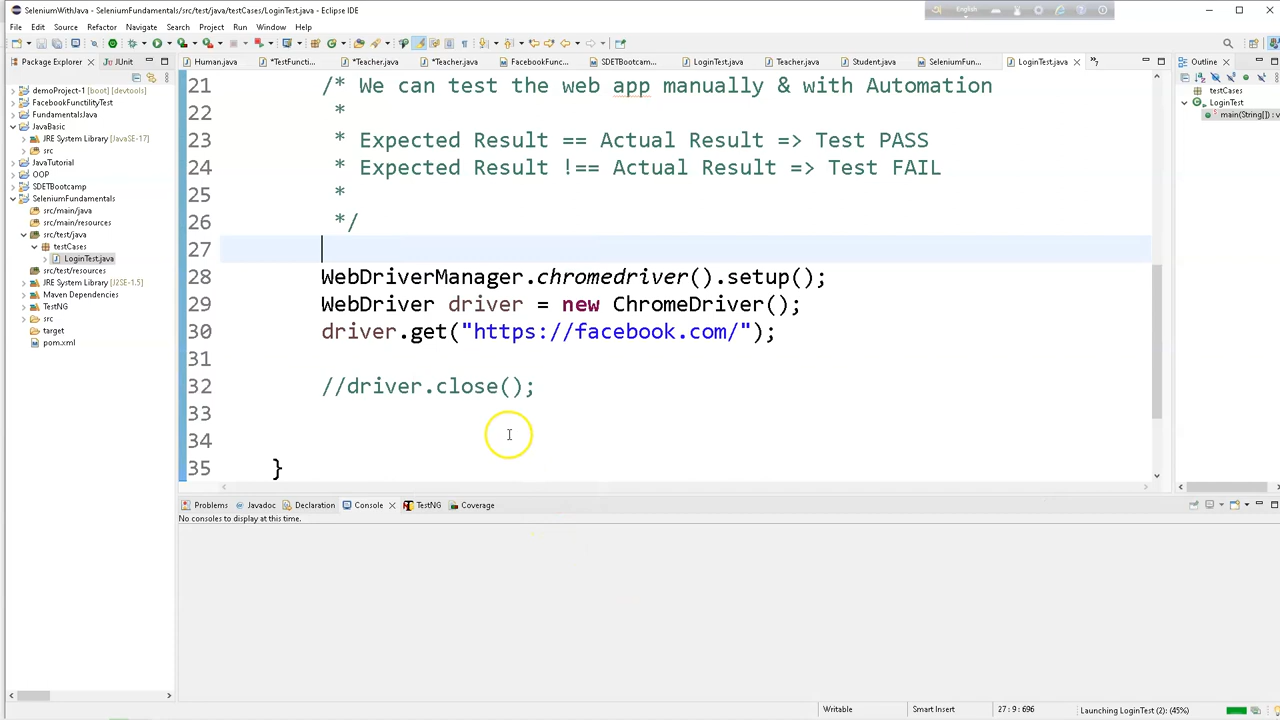 SeleniumWithJava - SeleniumFundamentals/src/test/java/testCases/LoginTest.java - Eclipse IDE
English
File Edit Source Refactor Navigate Search Project Run Window Help
Package Explorer JUnit
Human.java *TestFuncti... *Teacher.java *Teacher.java FacebookFunc... SDETBootcam... LoginTest.java Teacher.java Student.java SeleniumFun... LoginTest.java
Outline
demoProject-1 [boot] [devtools]
FacebookFunctilityTest
FundamentalsJava
JavaBasic
JRE System Library [JavaSE-17]
src
JavaTutorial
OOP
SDETBootcamp
SeleniumFundamentals
src/main/java
src/main/resources
src/test/java
testCases
LoginTest.java
src/test/resources
JRE System Library [J2SE-1.5]
Maven Dependencies
TestNG
src
target
pom.xml
21 /* We can test the web app manually & with Automation
22 *
23 * Expected Result == Actual Result => Test PASS
24 * Expected Result !== Actual Result => Test FAIL
25 *
26 */
27
28 WebDriverManager.chromedriver().setup();
29 WebDriver driver = new ChromeDriver();
30 driver.get("https://facebook.com/");
31
32 //driver.close();
33
34
35 }
testCases
LoginTest
main(String[]) : v
Problems Javadoc Declaration Console TestNG Coverage
No consoles to display at this time.
Writable Smart Insert 27 : 9 : 696 Launching LoginTest (2): (45%)